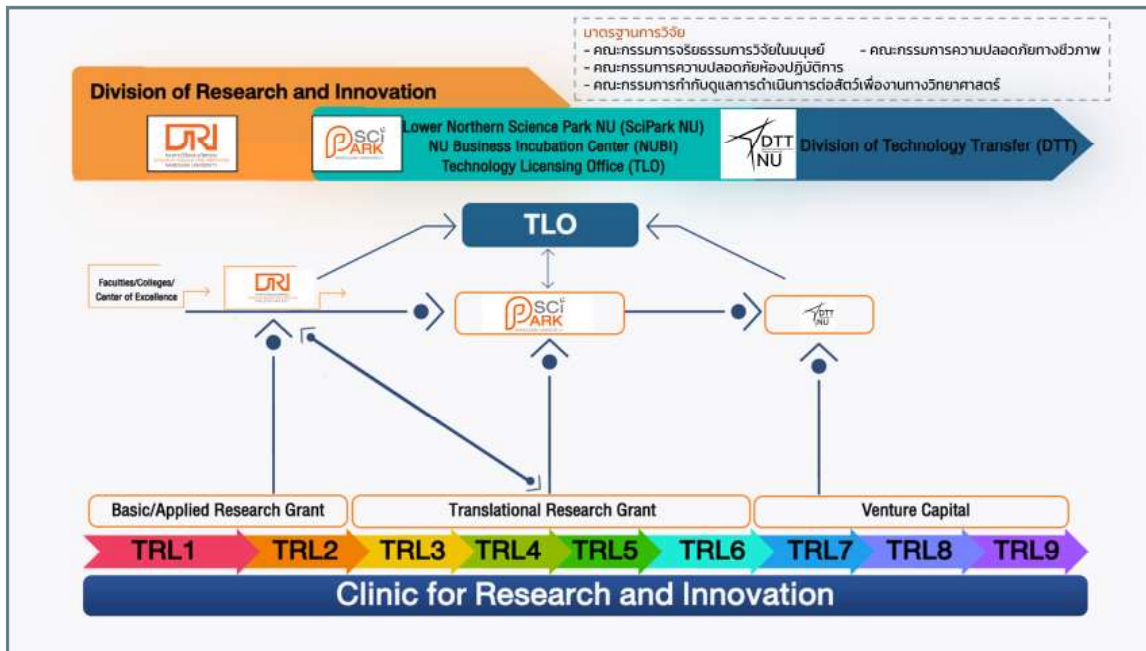 มาตรฐานการวิจัย
- คณะกรรมการจริยธรรมการวิจัยในมนุษย์ - คณะกรรมการความปลอดภัยทางชีวภาพ
- คณะกรรมการความปลอดภัยห้องปฏิบัติการ
- คณะกรรมการกำกับดูแลการดำเนินการต่อสัตว์เพื่องานทางวิทยาศาสตร์
Division of Research and Innovation
DRI
SCi PARK
Lower Northern Science Park NU (SciPark NU)
NU Business Incubation Center (NUBI)
Technology Licensing Office (TLO)
DTT NU
Division of Technology Transfer (DTT)
TLO
Faculties/Colleges/
Center of Excellence
DRI
SCi PARK
DTT NU
Basic/Applied Research Grant
Translational Research Grant
Venture Capital
TRL1 TRL2 TRL3 TRL4 TRL5 TRL6 TRL7 TRL8 TRL9
Clinic for Research and Innovation